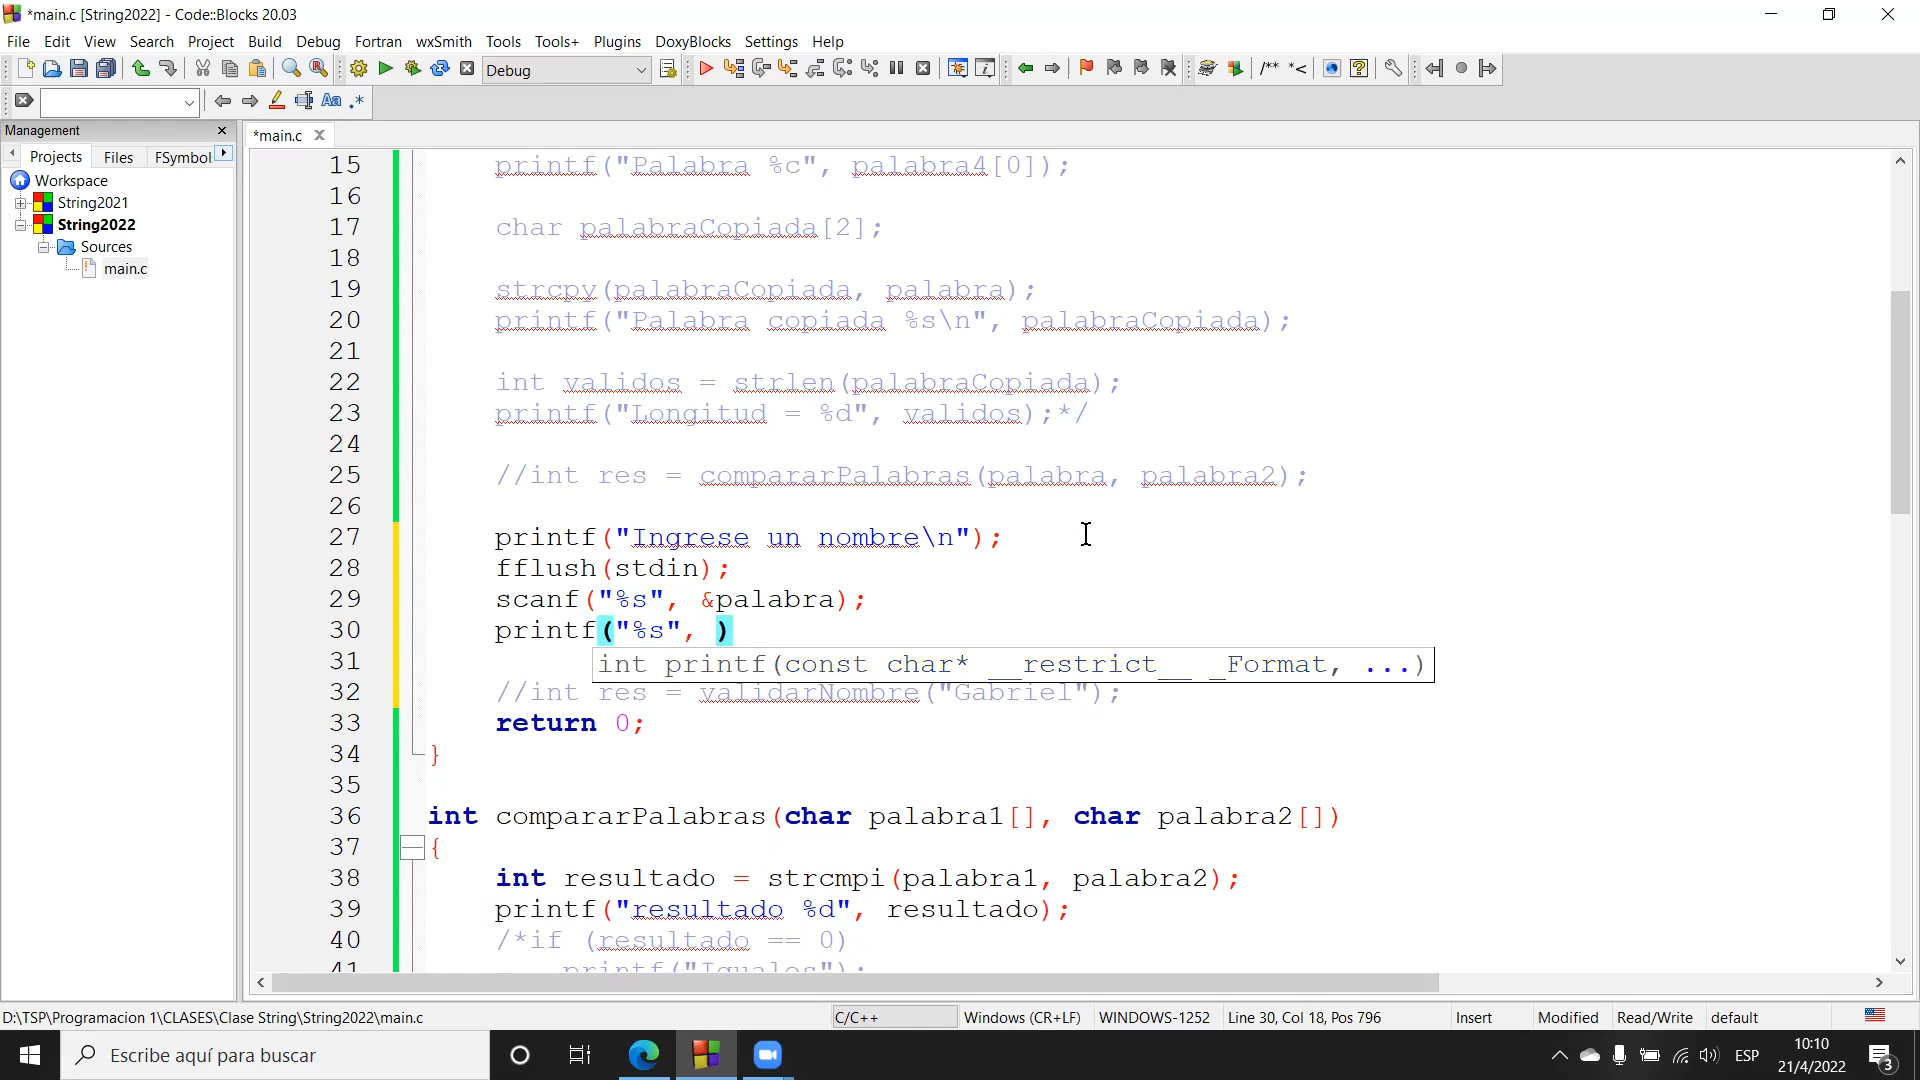 *main.c [String2022] - Code::Blocks 20.03
File Edit View Search Project Build Debug Fortran wxSmith Tools Tools+ Plugins DoxyBlocks Settings Help
Debug
/** *<
Aa .*
Management
*main.c
Projects Files FSymbol
Workspace
String2021
String2022
Sources
main.c
15 printf("Palabra %c", palabra4[0]);
16
17 char palabraCopiada[2];
18
19 strcpy(palabraCopiada, palabra);
20 printf("Palabra copiada %s\n", palabraCopiada);
21
22 int validos = strlen(palabraCopiada);
23 printf("Longitud = %d", validos);*/
24
25 //int res = compararPalabras(palabra, palabra2);
26
27 printf("Ingrese un nombre\n");
28 fflush(stdin);
29 scanf("%s", &palabra);
30 printf("%s", )
31 int printf(const char* __restrict__ _Format, ...)
32 //int res = validarNombre("Gabriel");
33 return 0;
34 }
35
36 int compararPalabras(char palabra1[], char palabra2[])
37 {
38 int resultado = strcmpi(palabra1, palabra2);
39 printf("resultado %d", resultado);
40 /*if (resultado == 0)
41 printf("Iguales");
D:\TSP\Programacion 1\CLASES\Clase String\String2022\main.c C/C++ Windows (CR+LF) WINDOWS-1252 Line 30, Col 18, Pos 796 Insert Modified Read/Write default
Escribe aquí para buscar
ESP
10:10
21/4/2022
3